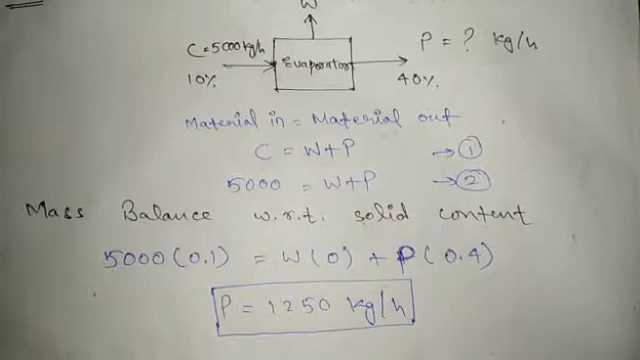 W
C = 5000 kg/h
10%
Evaporator
P = ? kg/h
40%
Material in = Material out
C = W+P → ①
5000 = W+P → ②
Mass Balance w.r.t. solid content
5000 (0.1) = W (0) + P (0.4)
P = 1250 kg/h